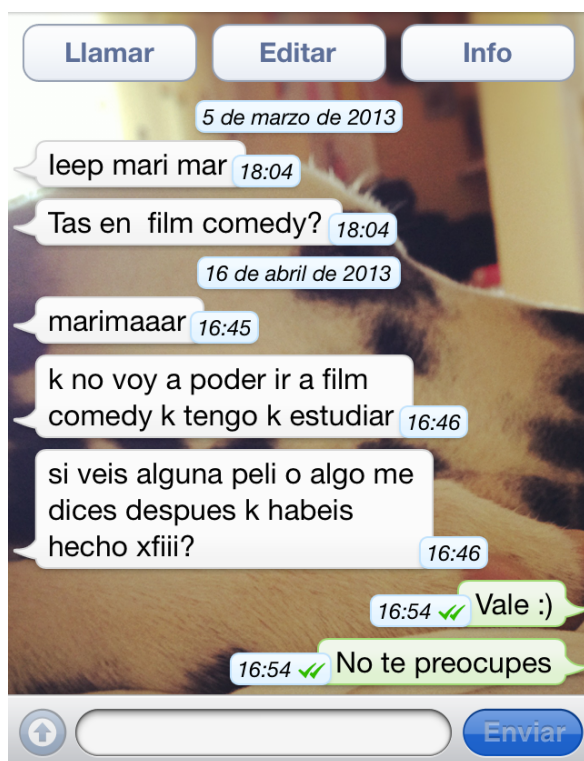 Llamar Editar Info
5 de marzo de 2013
leep mari mar 18:04
Tas en film comedy? 18:04
16 de abril de 2013
marimaaar 16:45
k no voy a poder ir a film
comedy k tengo k estudiar 16:46
si veis alguna peli o algo me
dices despues k habeis
hecho xfiii? 16:46
16:54 Vale :)
16:54 No te preocupes
Enviar